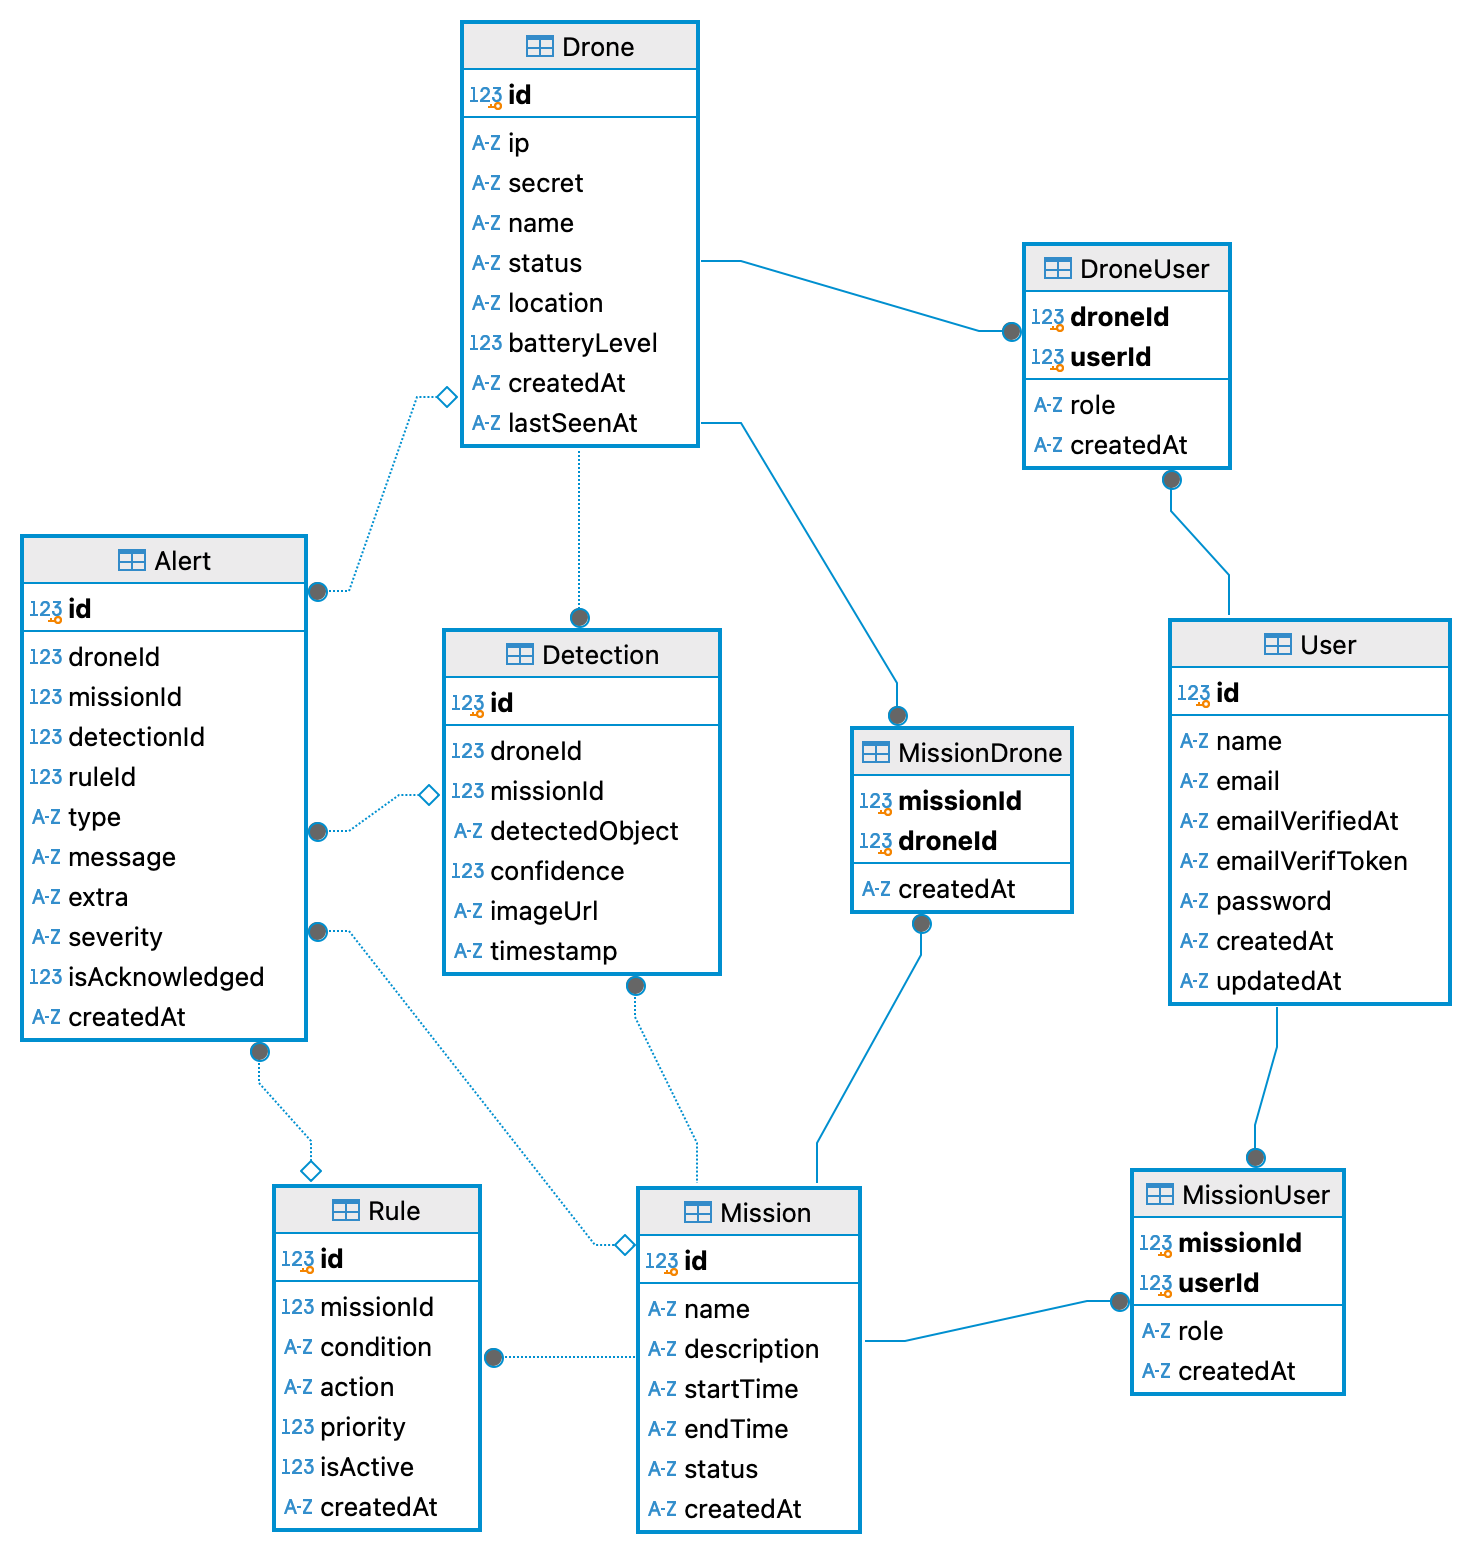 Drone
123 id
A-Z ip
A-Z secret
A-Z name
A-Z status
A-Z location
123 batteryLevel
A-Z createdAt
A-Z lastSeenAt
DroneUser
123 droneId
123 userId
A-Z role
A-Z createdAt
Alert
123 id
123 droneId
123 missionId
123 detectionId
123 ruleId
A-Z type
A-Z message
A-Z extra
A-Z severity
123 isAcknowledged
A-Z createdAt
Detection
123 id
123 droneId
123 missionId
A-Z detectedObject
123 confidence
A-Z imageUrl
A-Z timestamp
MissionDrone
123 missionId
123 droneId
A-Z createdAt
User
123 id
A-Z name
A-Z email
A-Z emailVerifiedAt
A-Z emailVerifToken
A-Z password
A-Z createdAt
A-Z updatedAt
Rule
123 id
123 missionId
A-Z condition
A-Z action
123 priority
123 isActive
A-Z createdAt
Mission
123 id
A-Z name
A-Z description
A-Z startTime
A-Z endTime
A-Z status
A-Z createdAt
MissionUser
123 missionId
123 userId
A-Z role
A-Z createdAt